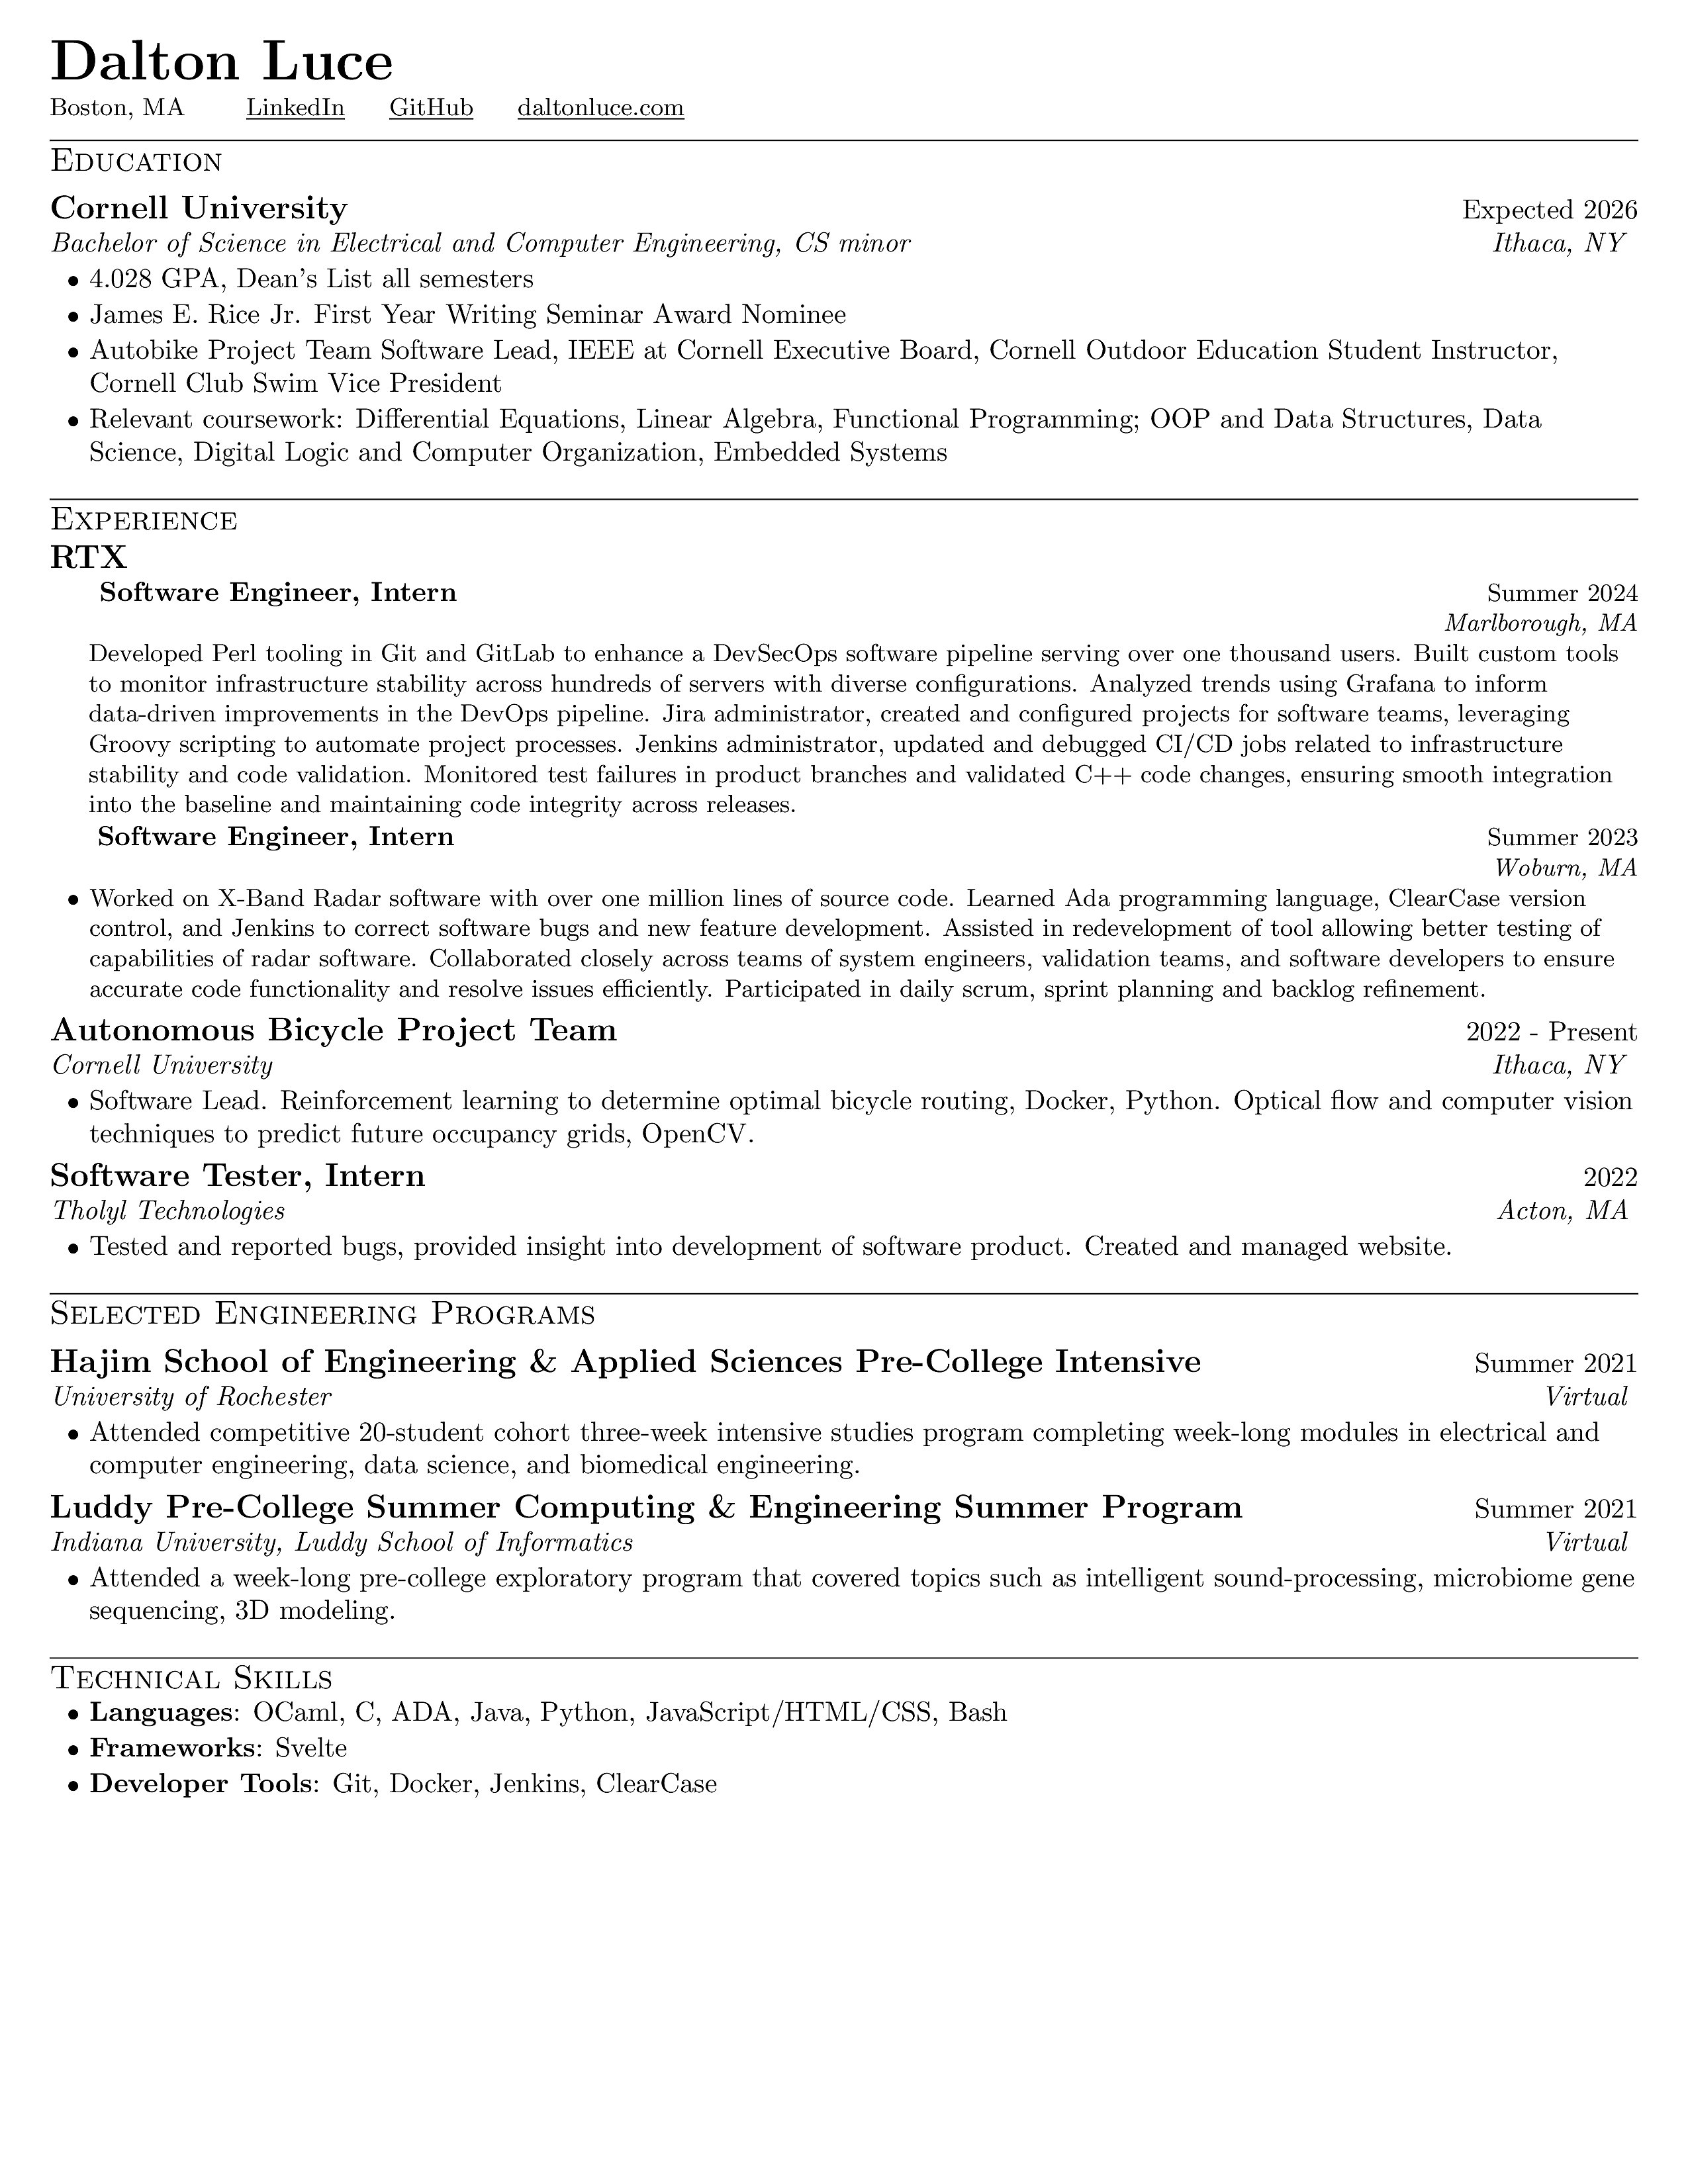 Dalton Luce
Boston, MA LinkedIn GitHub daltonluce.com
Education
Cornell University Expected 2026
Bachelor of Science in Electrical and Computer Engineering, CS minor Ithaca, NY
• 4.028 GPA, Dean's List all semesters
• James E. Rice Jr. First Year Writing Seminar Award Nominee
• Autobike Project Team Software Lead, IEEE at Cornell Executive Board, Cornell Outdoor Education Student Instructor,
Cornell Club Swim Vice President
• Relevant coursework: Differential Equations, Linear Algebra, Functional Programming; OOP and Data Structures, Data
Science, Digital Logic and Computer Organization, Embedded Systems
Experience
RTX
Software Engineer, Intern Summer 2024
Marlborough, MA
Developed Perl tooling in Git and GitLab to enhance a DevSecOps software pipeline serving over one thousand users. Built custom tools
to monitor infrastructure stability across hundreds of servers with diverse configurations. Analyzed trends using Grafana to inform
data-driven improvements in the DevOps pipeline. Jira administrator, created and configured projects for software teams, leveraging
Groovy scripting to automate project processes. Jenkins administrator, updated and debugged CI/CD jobs related to infrastructure
stability and code validation. Monitored test failures in product branches and validated C++ code changes, ensuring smooth integration
into the baseline and maintaining code integrity across releases.
Software Engineer, Intern Summer 2023
Woburn, MA
• Worked on X-Band Radar software with over one million lines of source code. Learned Ada programming language, ClearCase version
control, and Jenkins to correct software bugs and new feature development. Assisted in redevelopment of tool allowing better testing of
capabilities of radar software. Collaborated closely across teams of system engineers, validation teams, and software developers to ensure
accurate code functionality and resolve issues efficiently. Participated in daily scrum, sprint planning and backlog refinement.
Autonomous Bicycle Project Team 2022 - Present
Cornell University Ithaca, NY
• Software Lead. Reinforcement learning to determine optimal bicycle routing, Docker, Python. Optical flow and computer vision
techniques to predict future occupancy grids, OpenCV.
Software Tester, Intern 2022
Tholyl Technologies Acton, MA
• Tested and reported bugs, provided insight into development of software product. Created and managed website.
Selected Engineering Programs
Hajim School of Engineering & Applied Sciences Pre-College Intensive Summer 2021
University of Rochester Virtual
• Attended competitive 20-student cohort three-week intensive studies program completing week-long modules in electrical and
computer engineering, data science, and biomedical engineering.
Luddy Pre-College Summer Computing & Engineering Summer Program Summer 2021
Indiana University, Luddy School of Informatics Virtual
• Attended a week-long pre-college exploratory program that covered topics such as intelligent sound-processing, microbiome gene
sequencing, 3D modeling.
Technical Skills
• Languages: OCaml, C, ADA, Java, Python, JavaScript/HTML/CSS, Bash
• Frameworks: Svelte
• Developer Tools: Git, Docker, Jenkins, ClearCase